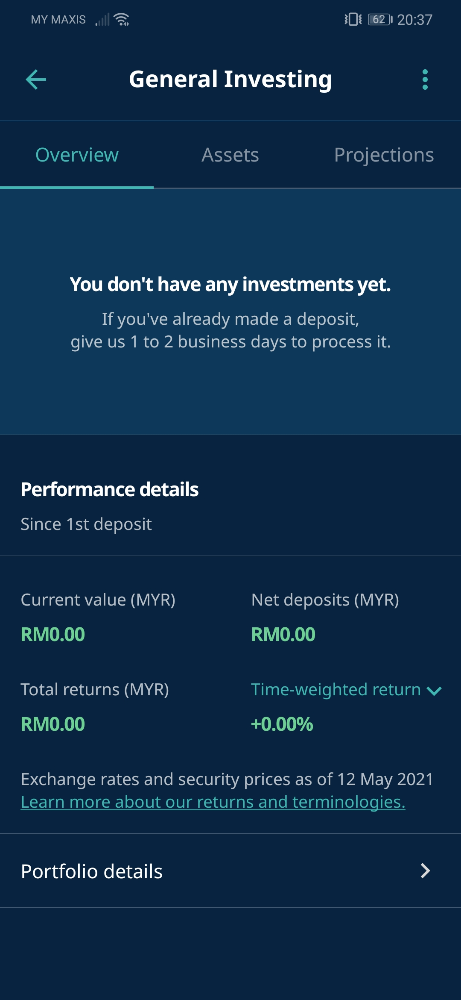 MY MAXIS 62 20:37
General Investing
Overview Assets Projections
You don't have any investments yet.
If you've already made a deposit,
give us 1 to 2 business days to process it.
Performance details
Since 1st deposit
Current value (MYR) Net deposits (MYR)
RM0.00 RM0.00
Total returns (MYR) Time-weighted return
RM0.00 +0.00%
Exchange rates and security prices as of 12 May 2021
Learn more about our returns and terminologies.
Portfolio details